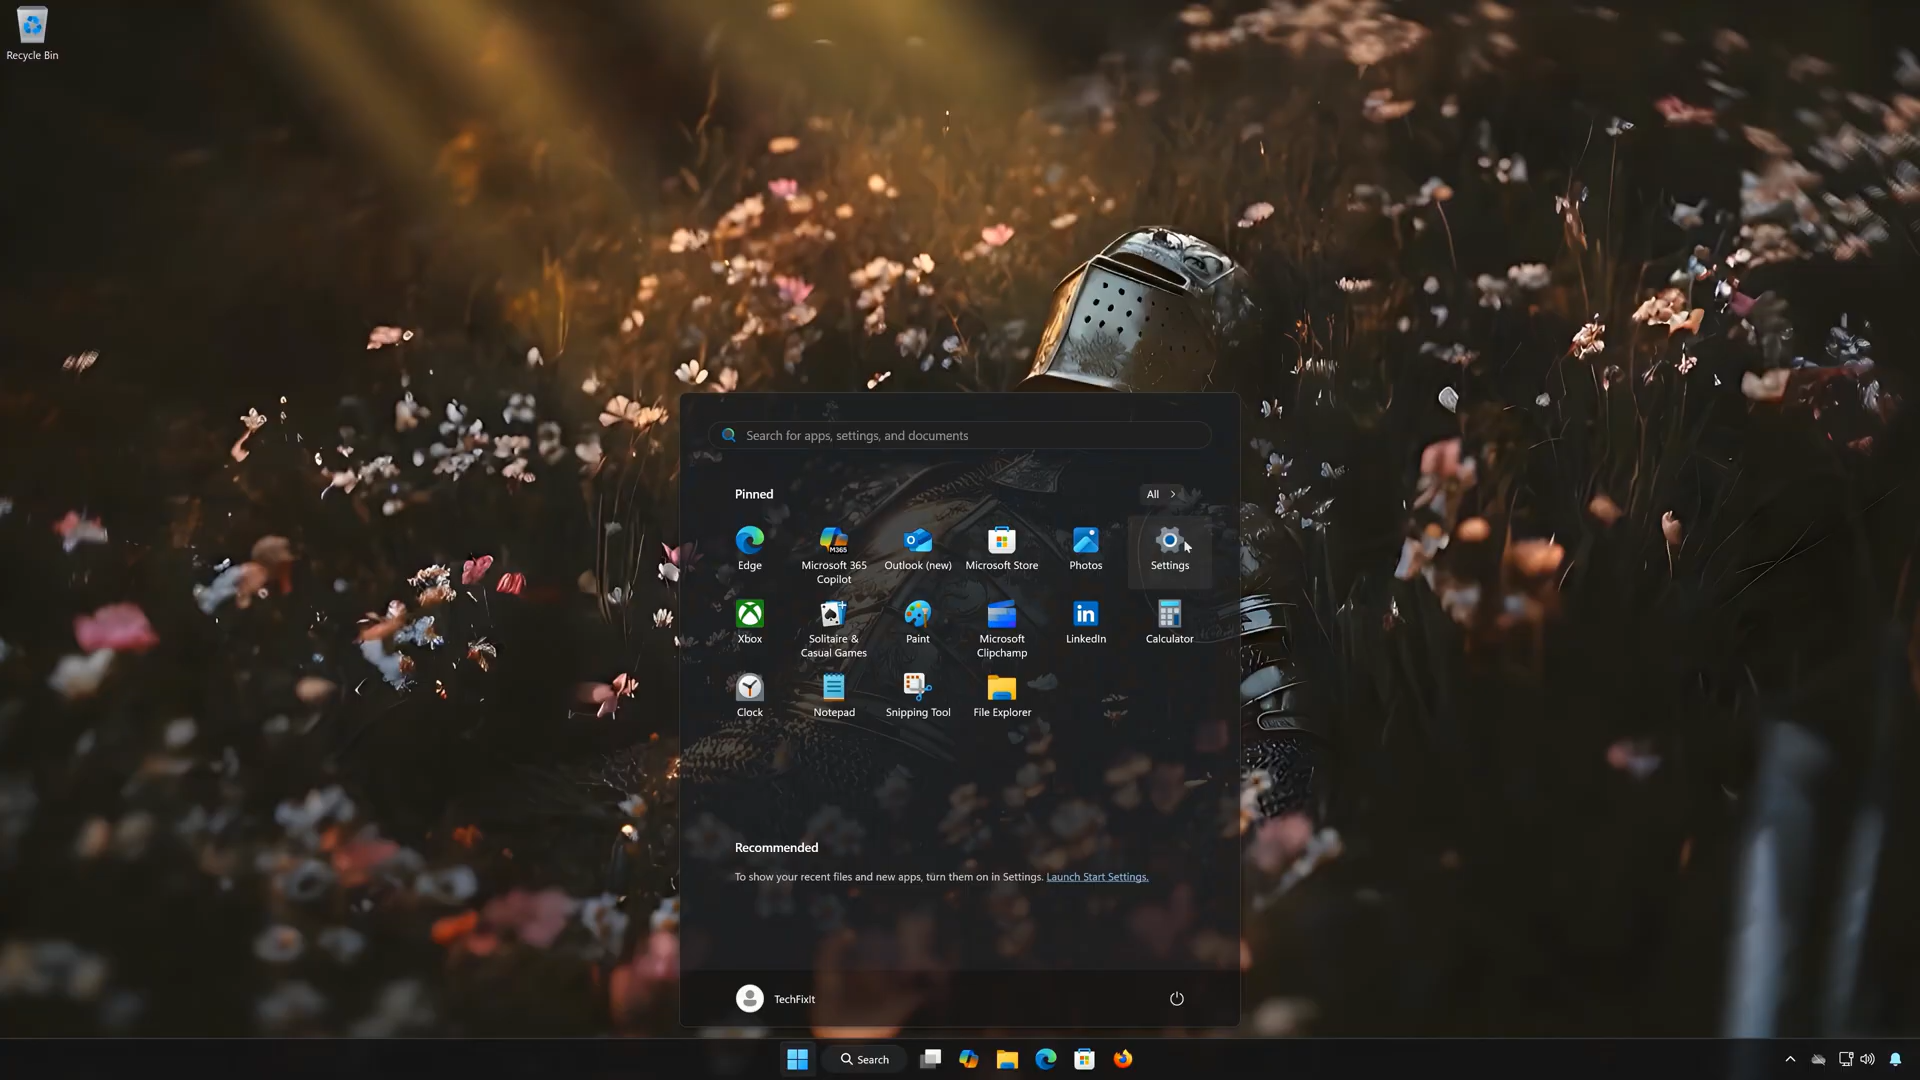 Recycle Bin
Search for apps, settings, and documents
Pinned
All
Edge
Microsoft 365
Copilot
Outlook (new)
Microsoft Store
Photos
Settings
Xbox
Solitaire &
Casual Games
Paint
Microsoft
Clipchamp
LinkedIn
Calculator
Clock
Notepad
Snipping Tool
File Explorer
Recommended
To show your recent files and new apps, turn them on in Settings. Launch Start Settings.
TechFixIt
Search